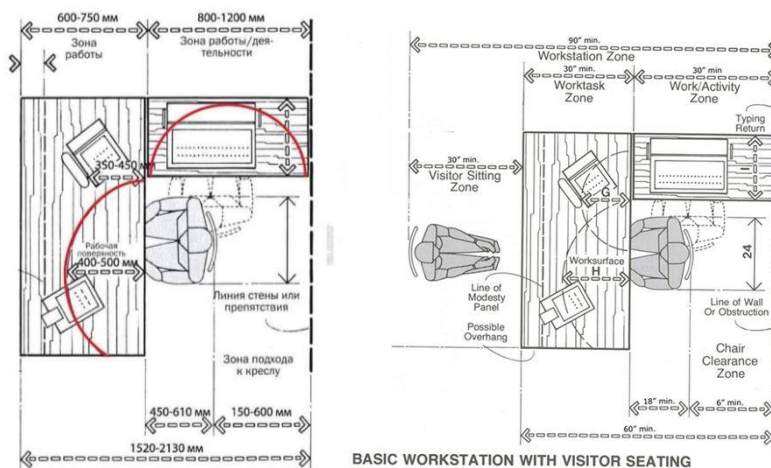 600-750 мм
800-1200 мм
Зона
работы
Зона работы/дея-
тельности
350-450 мм
Рабочая
поверхность
400-500 мм
Линия стены или
препятствия
Зона подхода
к креслу
450-610 мм
150-600 мм
1520-2130 мм
90" min.
Workstation Zone
30" min.
Worktask
Zone
30" min.
Work/Activity
Zone
Typing
Return
30" min.
Visitor Sitting
Zone
G
I
Worksurface
H
24
Line of
Modesty
Panel
Line of Wall
Or Obstruction
Possible
Overhang
Chair
Clearance
Zone
18" min.
6" min.
60" min.
BASIC WORKSTATION WITH VISITOR SEATING